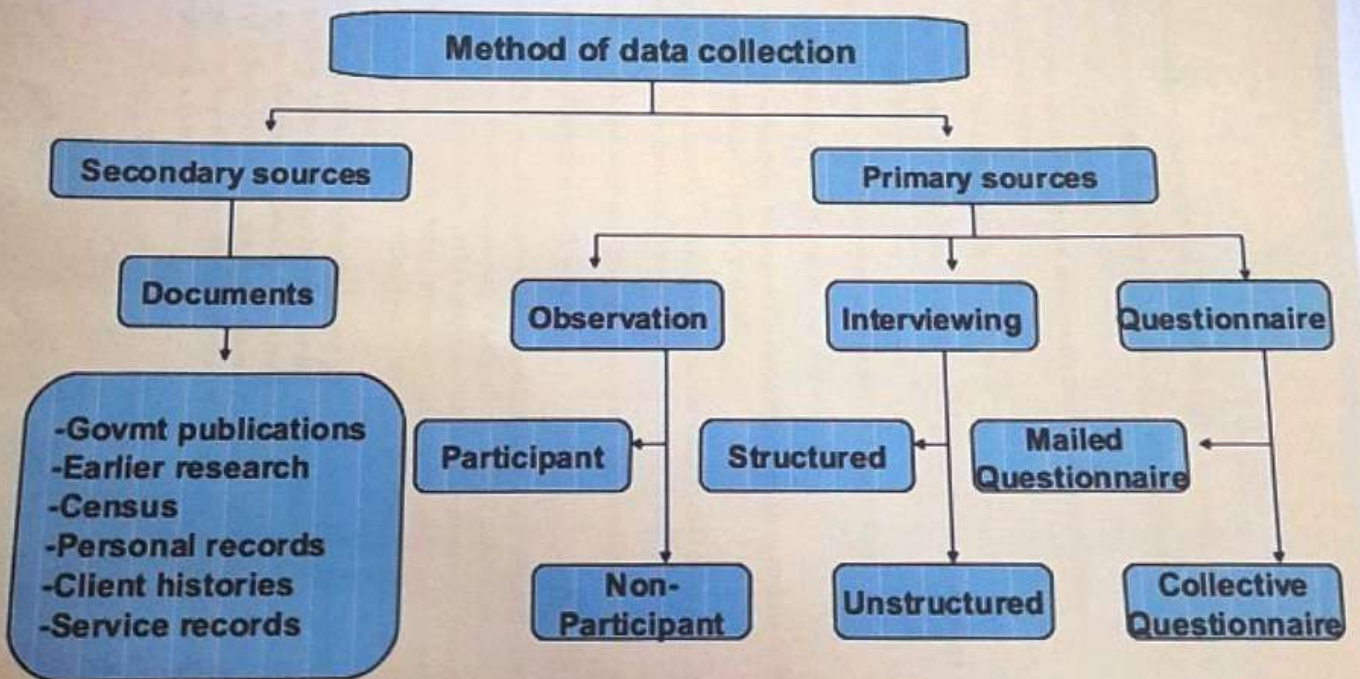 Method of data collection
Secondary sources
Primary sources
Documents
Observation
Interviewing
Questionnaire
-Govmt publications
-Earlier research
-Census
-Personal records
-Client histories
-Service records
Participant
Structured
Mailed
Questionnaire
Non-
Participant
Unstructured
Collective
Questionnaire